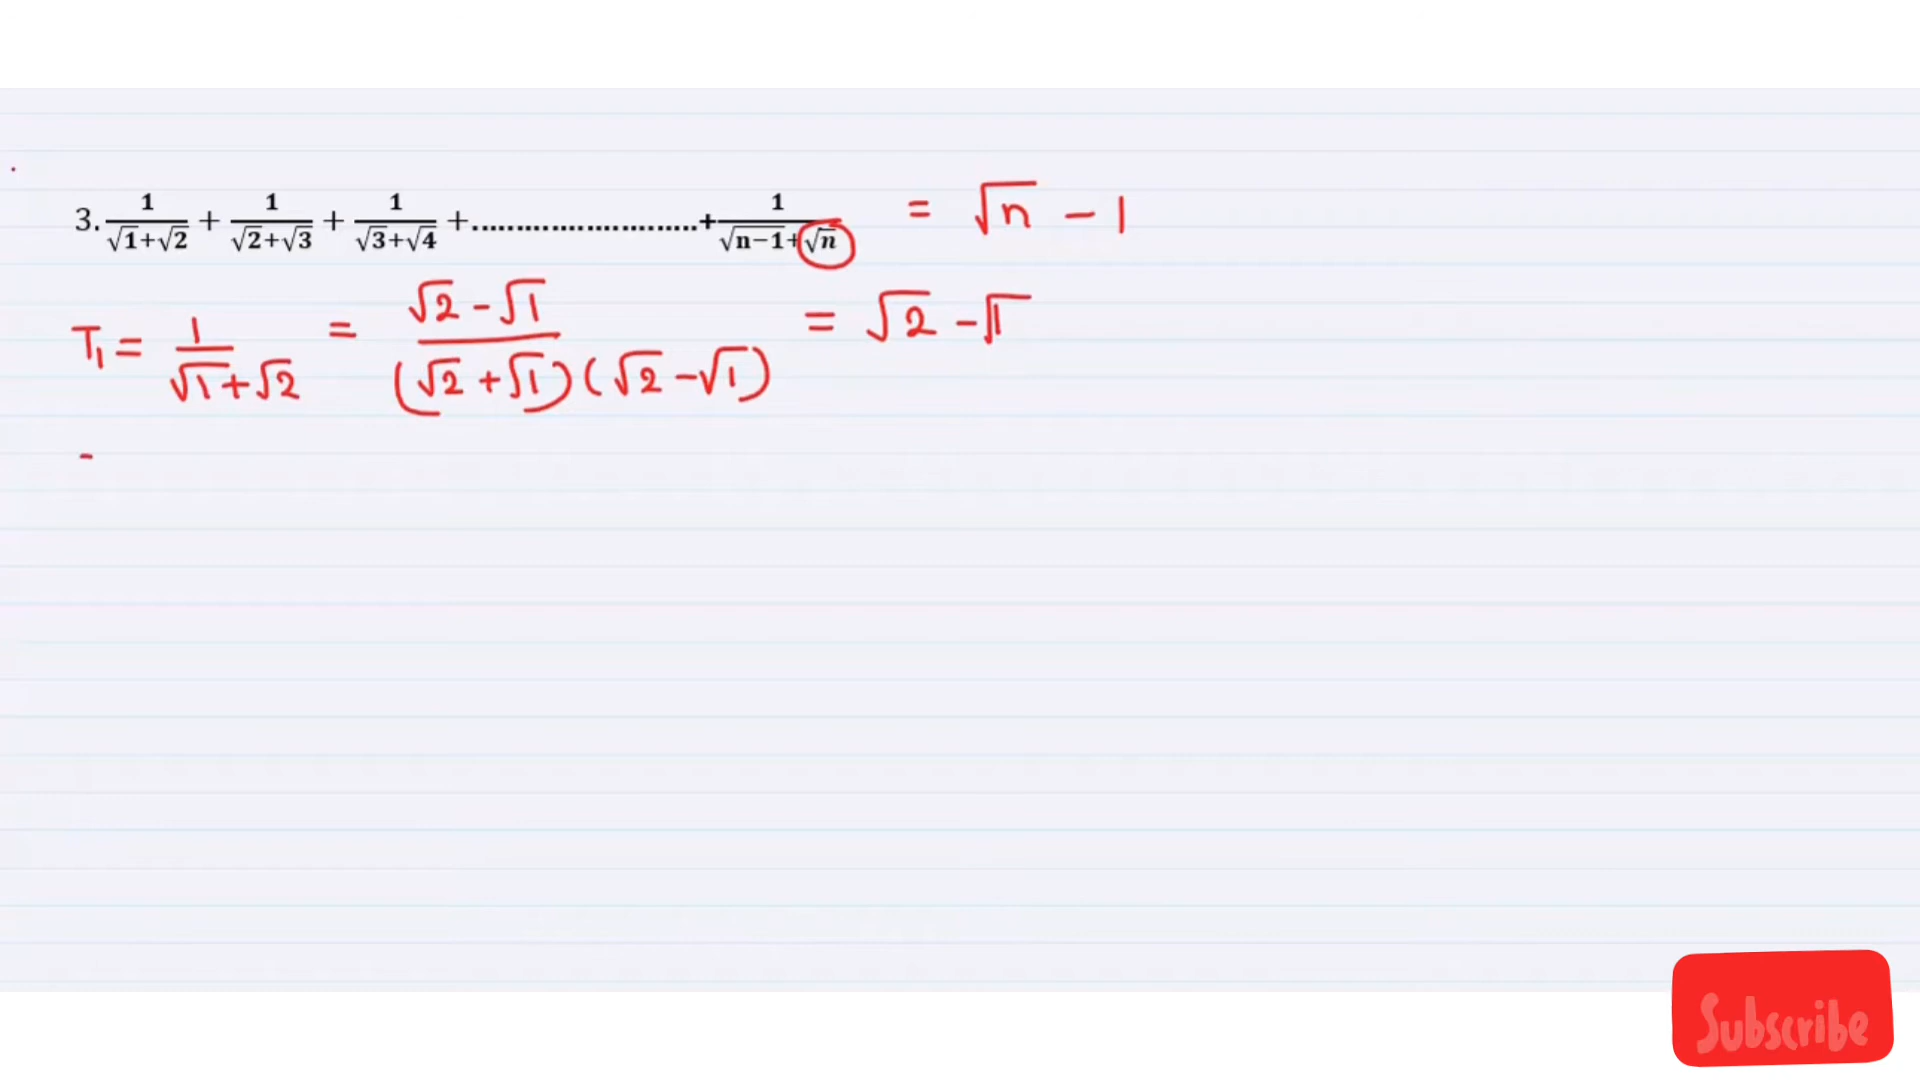 3. 1/(√1+√2) + 1/(√2+√3) + 1/(√3+√4) +.........................+ 1/(√n−1+√n) = √n − 1
T₁ = 1/(√1+√2) = (√2 − √1)/((√2 + √1)(√2 − √1)) = √2 − √1
Subscribe